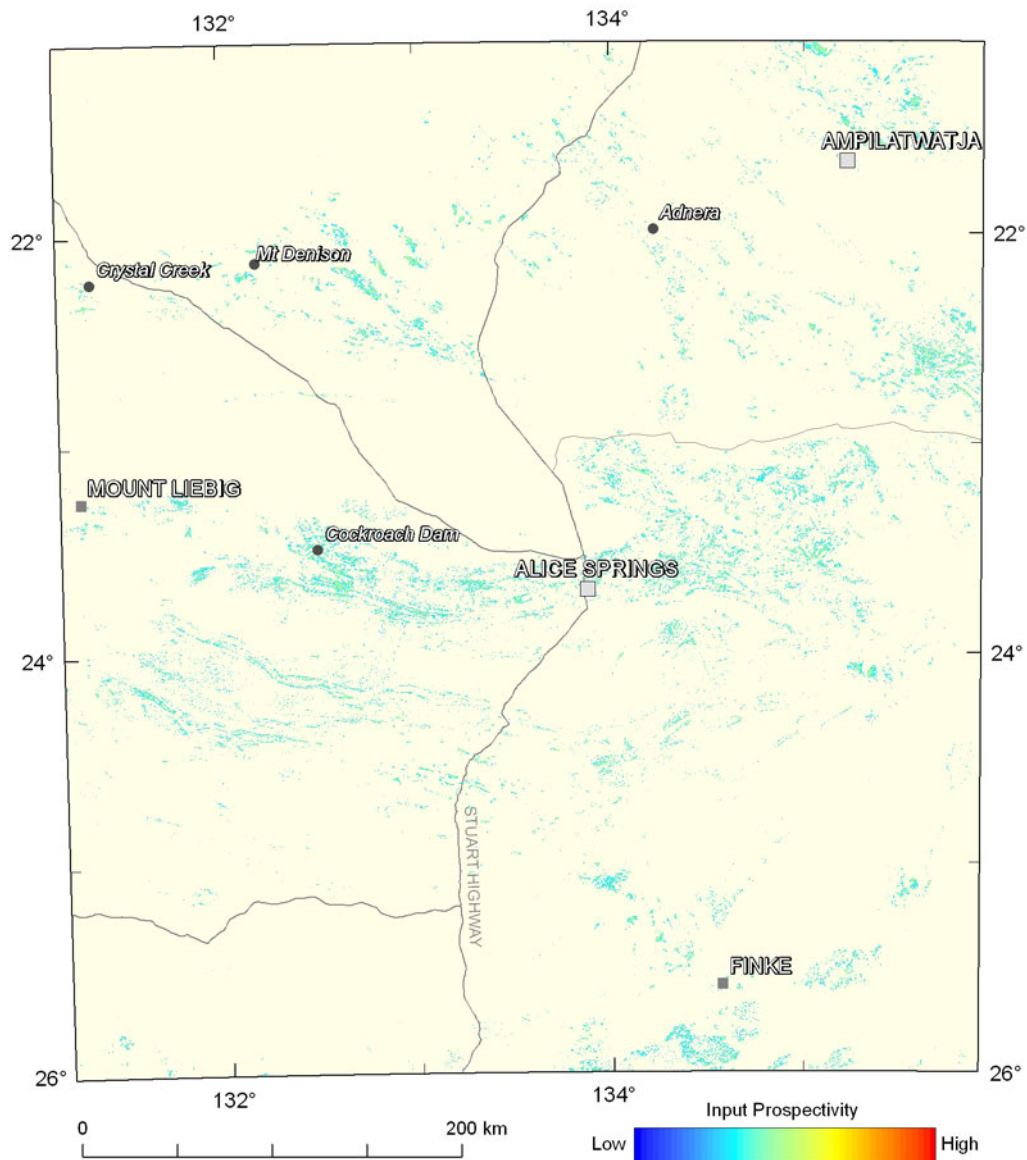 132° 134°
AMPILATWATJA
Adnera
22° 22°
Mt Denison
Crystal Creek
MOUNT LIEBIG
Cockroach Dam
ALICE SPRINGS
24° 24°
STUART HIGHWAY
FINKE
26° 26°
132° 134°
Input Prospectivity
0 200 km
Low High